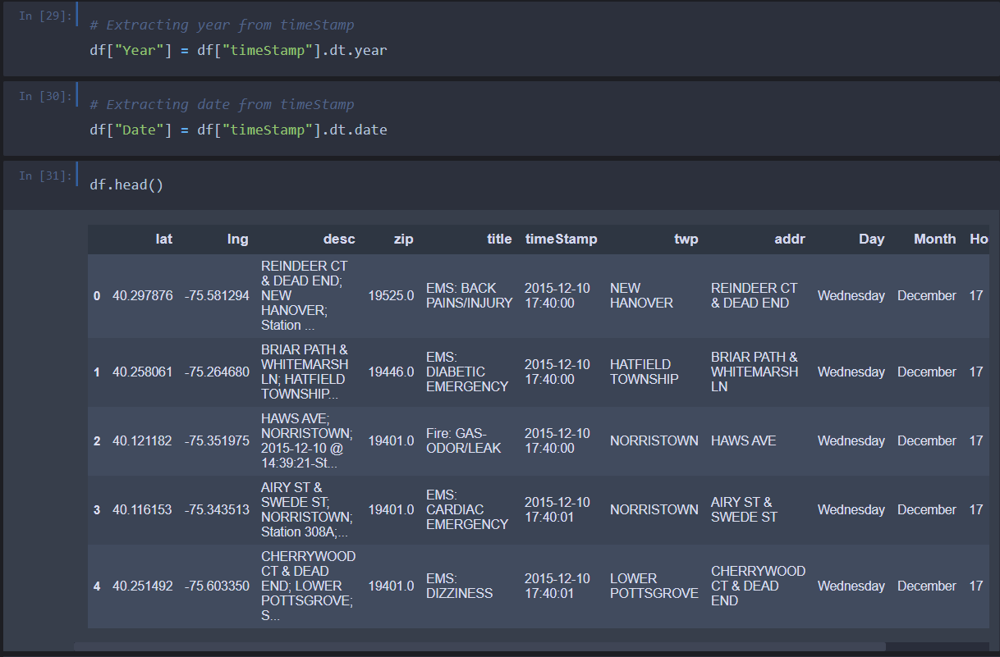 In [29]:
# Extracting year from timeStamp
df["Year"] = df["timeStamp"].dt.year
In [30]:
# Extracting date from timeStamp
df["Date"] = df["timeStamp"].dt.date
In [31]:
df.head()
lat lng desc zip title timeStamp twp addr Day Month Ho
0 40.297876 -75.581294 REINDEER CT & DEAD END; NEW HANOVER; Station ... 19525.0 EMS: BACK PAINS/INJURY 2015-12-10 17:40:00 NEW HANOVER REINDEER CT & DEAD END Wednesday December 17
1 40.258061 -75.264680 BRIAR PATH & WHITEMARSH LN; HATFIELD TOWNSHIP... 19446.0 EMS: DIABETIC EMERGENCY 2015-12-10 17:40:00 HATFIELD TOWNSHIP BRIAR PATH & WHITEMARSH LN Wednesday December 17
2 40.121182 -75.351975 HAWS AVE; NORRISTOWN; 2015-12-10 @ 14:39:21-St... 19401.0 Fire: GAS-ODOR/LEAK 2015-12-10 17:40:00 NORRISTOWN HAWS AVE Wednesday December 17
3 40.116153 -75.343513 AIRY ST & SWEDE ST; NORRISTOWN; Station 308A;... 19401.0 EMS: CARDIAC EMERGENCY 2015-12-10 17:40:01 NORRISTOWN AIRY ST & SWEDE ST Wednesday December 17
4 40.251492 -75.603350 CHERRYWOOD CT & DEAD END; LOWER POTTSGROVE; S... 19401.0 EMS: DIZZINESS 2015-12-10 17:40:01 LOWER POTTSGROVE CHERRYWOOD CT & DEAD END Wednesday December 17